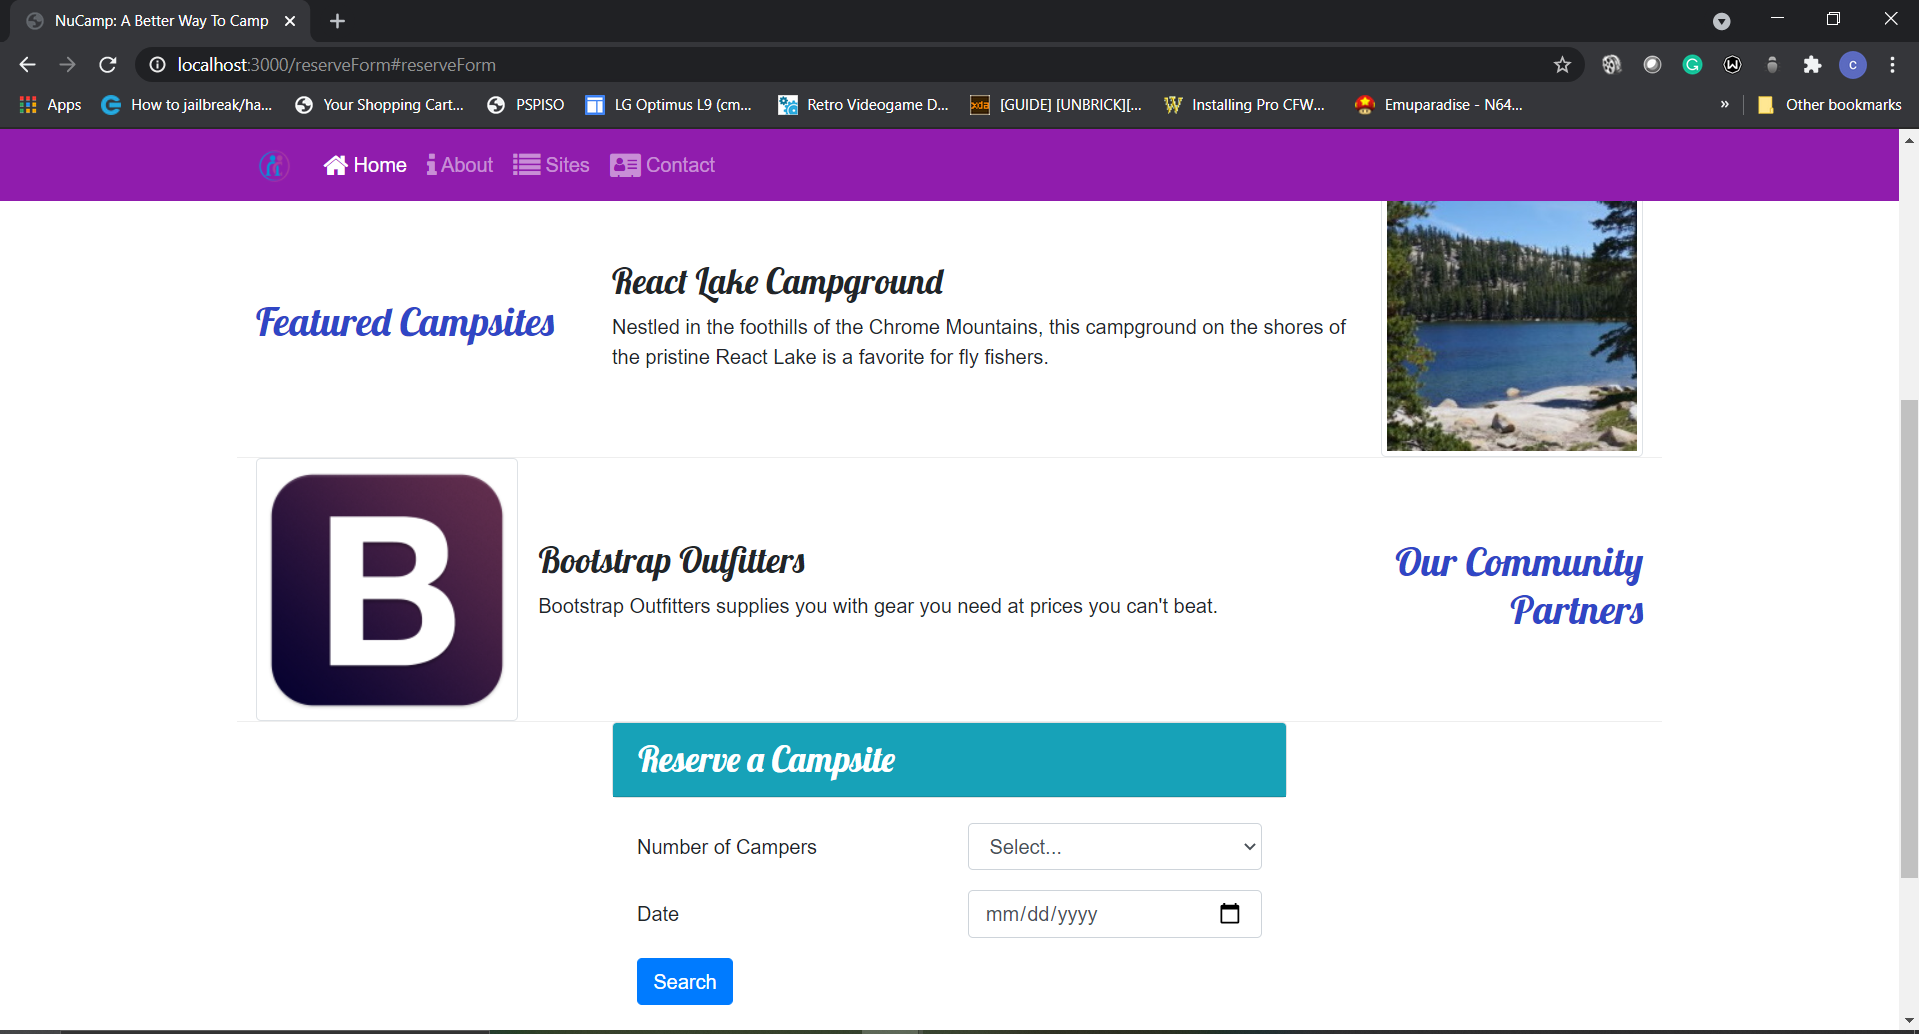 NuCamp: A Better Way To Camp
localhost:3000/reserveForm#reserveForm
G
W
c
Apps
How to jailbreak/ha...
Your Shopping Cart...
PSPISO
LG Optimus L9 (cm...
Retro Videogame D...
xda
[GUIDE] [UNBRICK][...
Installing Pro CFW...
Emuparadise - N64...
»
Other bookmarks
Home
About
Sites
Contact
Featured Campsites
React Lake Campground
Nestled in the foothills of the Chrome Mountains, this campground on the shores of
the pristine React Lake is a favorite for fly fishers.
B
Bootstrap Outfitters
Bootstrap Outfitters supplies you with gear you need at prices you can't beat.
Our Community
Partners
Reserve a Campsite
Number of Campers
Select...
Date
mm/dd/yyyy
Search